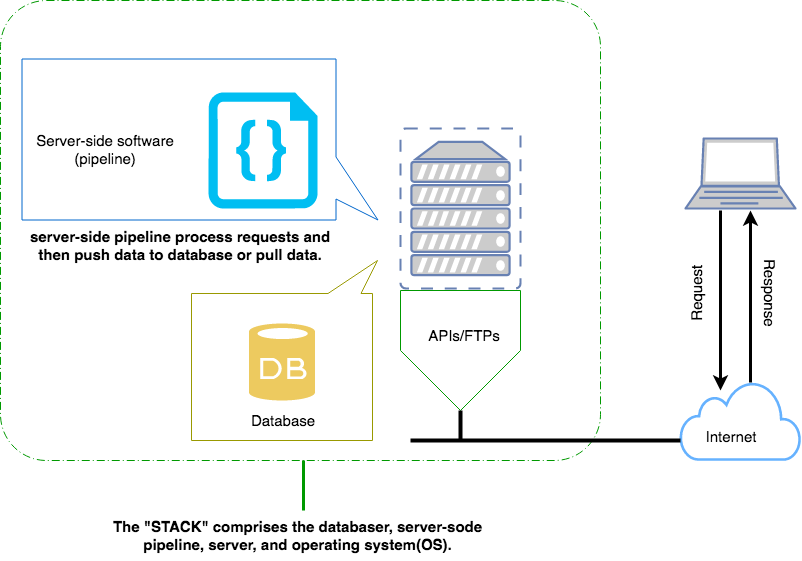 Server-side software
(pipeline)
{ }
server-side pipeline process requests and
then push data to database or pull data.
APIs/FTPs
DB
Database
Request
Response
Internet
The "STACK" comprises the databaser, server-sode
pipeline, server, and operating system(OS).